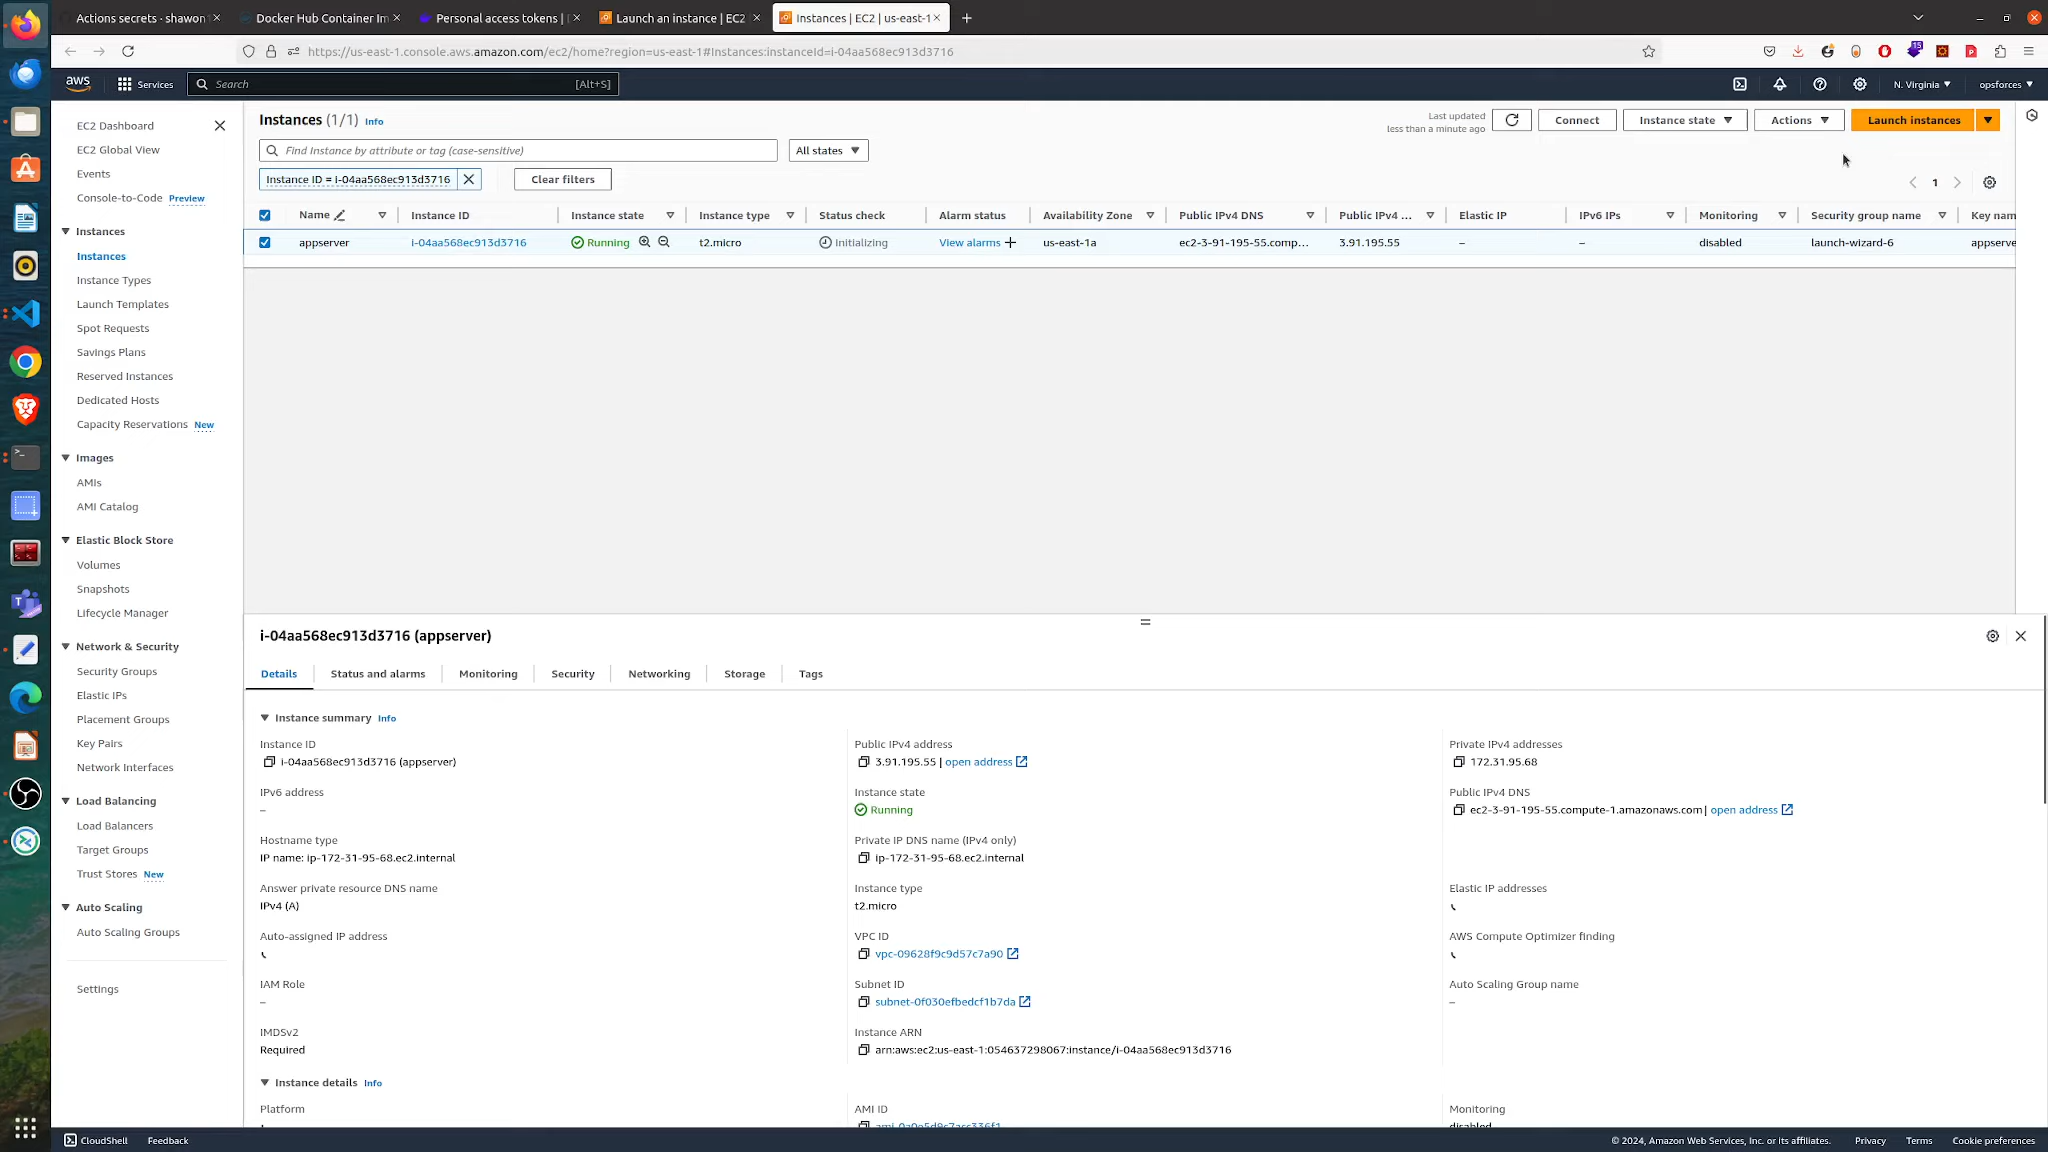 Actions secrets - shawon
Docker Hub Container Im
Personal access tokens | D
Launch an instance | EC2
Instances | EC2 | us-east-1
https://us-east-1.console.aws.amazon.com/ec2/home?region=us-east-1#Instances:instanceId=i-04aa568ec913d3716
15
aws
Services
Search
[Alt+S]
N. Virginia
opsforces
EC2 Dashboard
EC2 Global View
Events
Console-to-Code Preview
Instances
Instances
Instance Types
Launch Templates
Spot Requests
Savings Plans
Reserved Instances
Dedicated Hosts
Capacity Reservations New
Images
AMIs
AMI Catalog
Elastic Block Store
Volumes
Snapshots
Lifecycle Manager
Network & Security
Security Groups
Elastic IPs
Placement Groups
Key Pairs
Network Interfaces
Load Balancing
Load Balancers
Target Groups
Trust Stores New
Auto Scaling
Auto Scaling Groups
Settings
Instances (1/1) Info
Last updated
less than a minute ago
Connect
Instance state
Actions
Launch instances
Find Instance by attribute or tag (case-sensitive)
All states
Instance ID = i-04aa568ec913d3716
Clear filters
1
Name Instance ID Instance state Instance type Status check Alarm status Availability Zone Public IPv4 DNS Public IPv4 ... Elastic IP IPv6 IPs Monitoring Security group name Key nam
appserver i-04aa568ec913d3716 Running t2.micro Initializing View alarms + us-east-1a ec2-3-91-195-55.comp... 3.91.195.55 – – disabled launch-wizard-6 appserve
i-04aa568ec913d3716 (appserver)
Details
Status and alarms
Monitoring
Security
Networking
Storage
Tags
Instance summary Info
Instance ID
i-04aa568ec913d3716 (appserver)
Public IPv4 address
3.91.195.55 | open address
Private IPv4 addresses
172.31.95.68
IPv6 address
–
Instance state
Running
Public IPv4 DNS
ec2-3-91-195-55.compute-1.amazonaws.com | open address
Hostname type
IP name: ip-172-31-95-68.ec2.internal
Private IP DNS name (IPv4 only)
ip-172-31-95-68.ec2.internal
Answer private resource DNS name
IPv4 (A)
Instance type
t2.micro
Elastic IP addresses
Auto-assigned IP address
VPC ID
vpc-09628f9c9d57c7a90
AWS Compute Optimizer finding
IAM Role
–
Subnet ID
subnet-0f030efbedcf1b7da
Auto Scaling Group name
–
IMDSv2
Required
Instance ARN
arn:aws:ec2:us-east-1:054637298067:instance/i-04aa568ec913d3716
Instance details Info
Platform
AMI ID
ami-0a0e5d9c7acc336f1
Monitoring
disabled
CloudShell
Feedback
© 2024, Amazon Web Services, Inc. or its affiliates.
Privacy
Terms
Cookie preferences